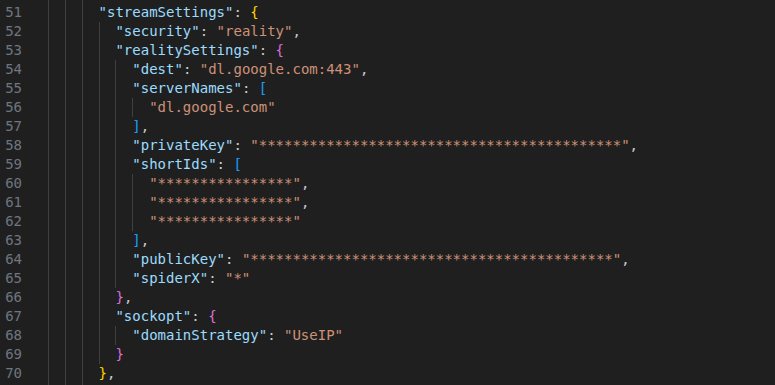 51 "streamSettings": {
52 "security": "reality",
53 "realitySettings": {
54 "dest": "dl.google.com:443",
55 "serverNames": [
56 "dl.google.com"
57 ],
58 "privateKey": "*******************************************",
59 "shortIds": [
60 "****************",
61 "****************",
62 "****************"
63 ],
64 "publicKey": "*******************************************",
65 "spiderX": "*"
66 },
67 "sockopt": {
68 "domainStrategy": "UseIP"
69 }
70 },